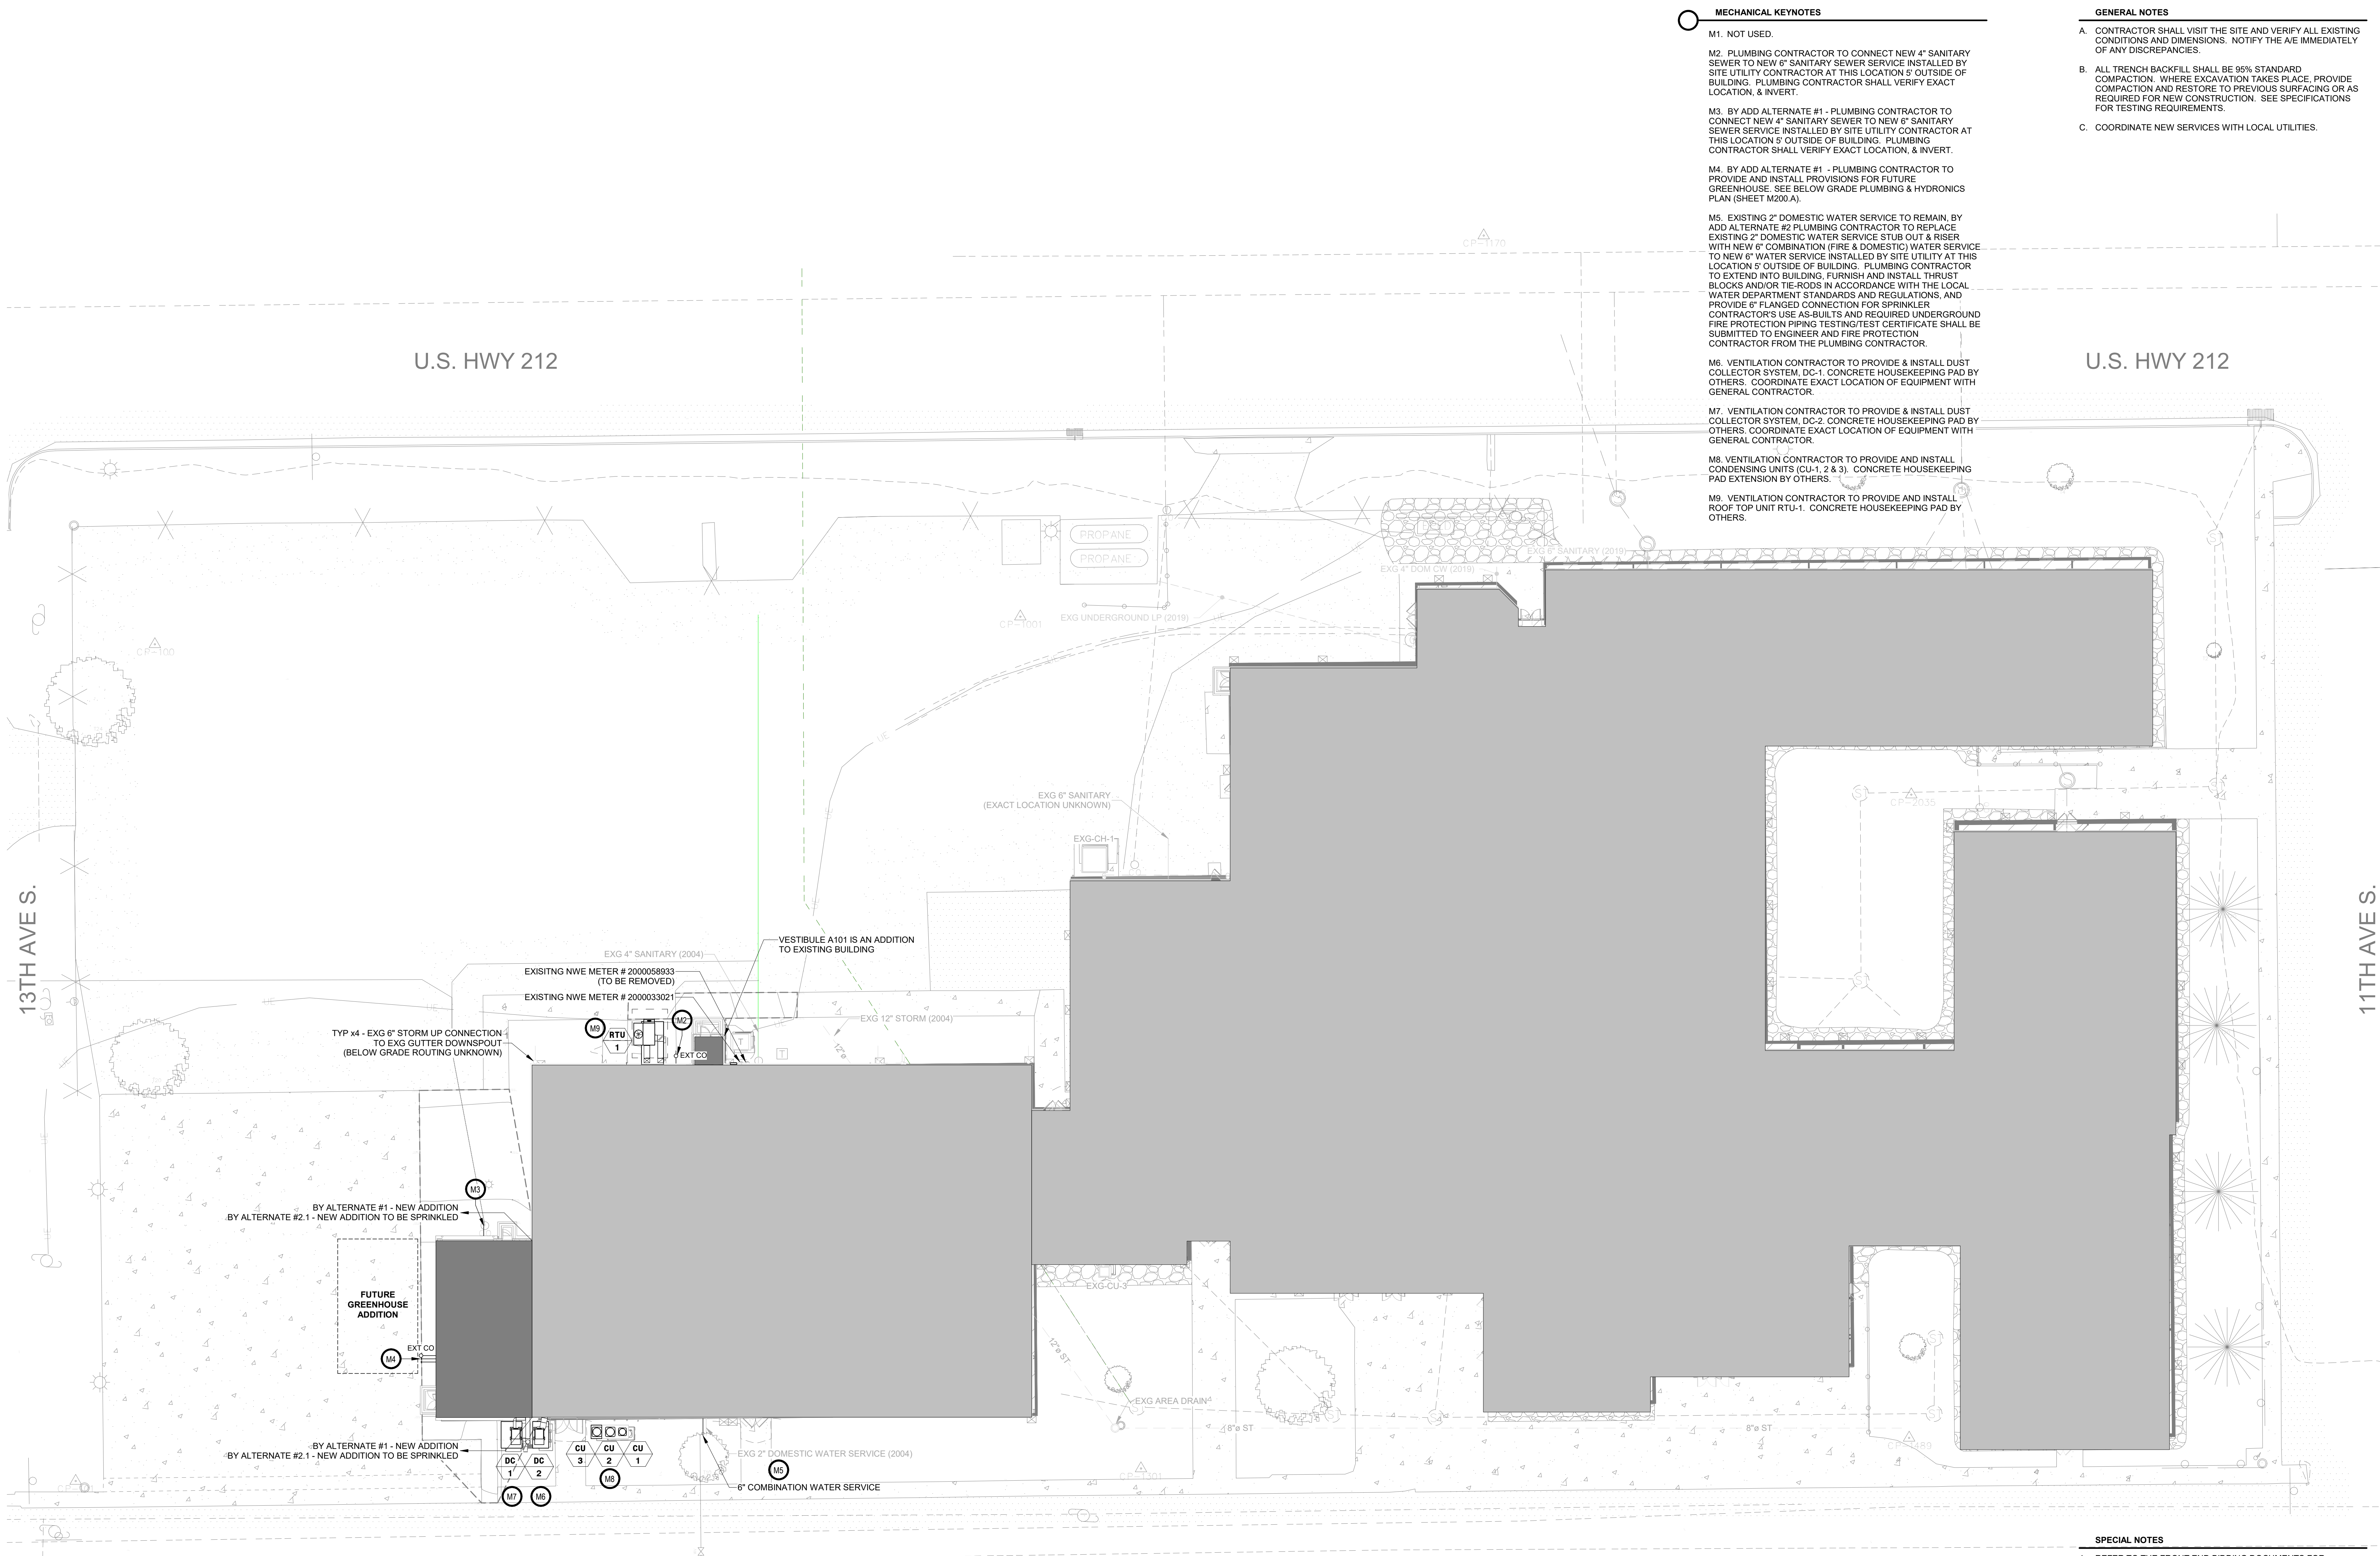 MECHANICAL KEYNOTES
M1. NOT USED.
M2. PLUMBING CONTRACTOR TO CONNECT NEW 4" SANITARY
SEWER TO NEW 6" SANITARY SEWER SERVICE INSTALLED BY
SITE UTILITY CONTRACTOR AT THIS LOCATION 5' OUTSIDE OF
BUILDING. PLUMBING CONTRACTOR SHALL VERIFY EXACT
LOCATION, & INVERT.
M3. BY ADD ALTERNATE #1 - PLUMBING CONTRACTOR TO
CONNECT NEW 4" SANITARY SEWER TO NEW 6" SANITARY
SEWER SERVICE INSTALLED BY SITE UTILITY CONTRACTOR AT
THIS LOCATION 5' OUTSIDE OF BUILDING. PLUMBING
CONTRACTOR SHALL VERIFY EXACT LOCATION, & INVERT.
M4. BY ADD ALTERNATE #1 - PLUMBING CONTRACTOR TO
PROVIDE AND INSTALL PROVISIONS FOR FUTURE
GREENHOUSE. SEE BELOW GRADE PLUMBING & HYDRONICS
PLAN (SHEET M200.A).
M5. EXISTING 2" DOMESTIC WATER SERVICE TO REMAIN, BY
ADD ALTERNATE #2 PLUMBING CONTRACTOR TO REPLACE
EXISTING 2" DOMESTIC WATER SERVICE STUB OUT & RISER
WITH NEW 6" COMBINATION (FIRE & DOMESTIC) WATER SERVICE
TO NEW 6" WATER SERVICE INSTALLED BY SITE UTILITY AT THIS
LOCATION 5' OUTSIDE OF BUILDING. PLUMBING CONTRACTOR
TO EXTEND INTO BUILDING, FURNISH AND INSTALL THRUST
BLOCKS AND/OR TIE-RODS IN ACCORDANCE WITH THE LOCAL
WATER DEPARTMENT STANDARDS AND REGULATIONS, AND
PROVIDE 6" FLANGED CONNECTION FOR SPRINKLER
CONTRACTOR'S USE AS-BUILTS AND REQUIRED UNDERGROUND
FIRE PROTECTION PIPING TESTING/TEST CERTIFICATE SHALL BE
SUBMITTED TO ENGINEER AND FIRE PROTECTION
CONTRACTOR FROM THE PLUMBING CONTRACTOR.
M6. VENTILATION CONTRACTOR TO PROVIDE & INSTALL DUST
COLLECTOR SYSTEM, DC-1. CONCRETE HOUSEKEEPING PAD BY
OTHERS. COORDINATE EXACT LOCATION OF EQUIPMENT WITH
GENERAL CONTRACTOR.
M7. VENTILATION CONTRACTOR TO PROVIDE & INSTALL DUST
COLLECTOR SYSTEM, DC-2. CONCRETE HOUSEKEEPING PAD BY
OTHERS. COORDINATE EXACT LOCATION OF EQUIPMENT WITH
GENERAL CONTRACTOR.
M8. VENTILATION CONTRACTOR TO PROVIDE AND INSTALL
CONDENSING UNITS (CU-1, 2 & 3). CONCRETE HOUSEKEEPING
PAD EXTENSION BY OTHERS.
M9. VENTILATION CONTRACTOR TO PROVIDE AND INSTALL
ROOF TOP UNIT RTU-1. CONCRETE HOUSEKEEPING PAD BY
OTHERS.
GENERAL NOTES
A. CONTRACTOR SHALL VISIT THE SITE AND VERIFY ALL EXISTING
CONDITIONS AND DIMENSIONS. NOTIFY THE A/E IMMEDIATELY
OF ANY DISCREPANCIES.
B. ALL TRENCH BACKFILL SHALL BE 95% STANDARD
COMPACTION. WHERE EXCAVATION TAKES PLACE, PROVIDE
COMPACTION AND RESTORE TO PREVIOUS SURFACING OR AS
REQUIRED FOR NEW CONSTRUCTION. SEE SPECIFICATIONS
FOR TESTING REQUIREMENTS.
C. COORDINATE NEW SERVICES WITH LOCAL UTILITIES.
CP-1170
U.S. HWY 212
U.S. HWY 212
PROPANE
PROPANE
EXG 6" SANITARY (2019)
EXG 4" DOM CW (2019)
EXG UNDERGROUND LP (2019)
CP-1001
CP-100
UE
EXG 6" SANITARY
(EXACT LOCATION UNKNOWN)
CP-2035
EXG-CH-1
13TH AVE S.
11TH AVE S.
VESTIBULE A101 IS AN ADDITION
TO EXISTING BUILDING
EXG 4" SANITARY (2004)
EXISITNG NWE METER # 2000058933
(TO BE REMOVED)
EXISTING NWE METER # 2000033021
EXG 12" STORM (2004)
12"ø
TYP x4 - EXG 6" STORM UP CONNECTION
TO EXG GUTTER DOWNSPOUT
(BELOW GRADE ROUTING UNKNOWN)
M9
RTU
1
M2
EXT CO
T
T
M3
BY ALTERNATE #1 - NEW ADDITION
BY ALTERNATE #2.1 - NEW ADDITION TO BE SPRINKLED
FUTURE
GREENHOUSE
ADDITION
EXT CO
M4
EXG-CU-3
12"ø ST
EXG AREA DRAIN
8"ø ST
8"ø ST
BY ALTERNATE #1 - NEW ADDITION
BY ALTERNATE #2.1 - NEW ADDITION TO BE SPRINKLED
DC
1
DC
2
CU
3
CU
2
CU
1
M7
M6
M8
EXG 2" DOMESTIC WATER SERVICE (2004)
M5
6" COMBINATION WATER SERVICE
CP-1301
SPECIAL NOTES